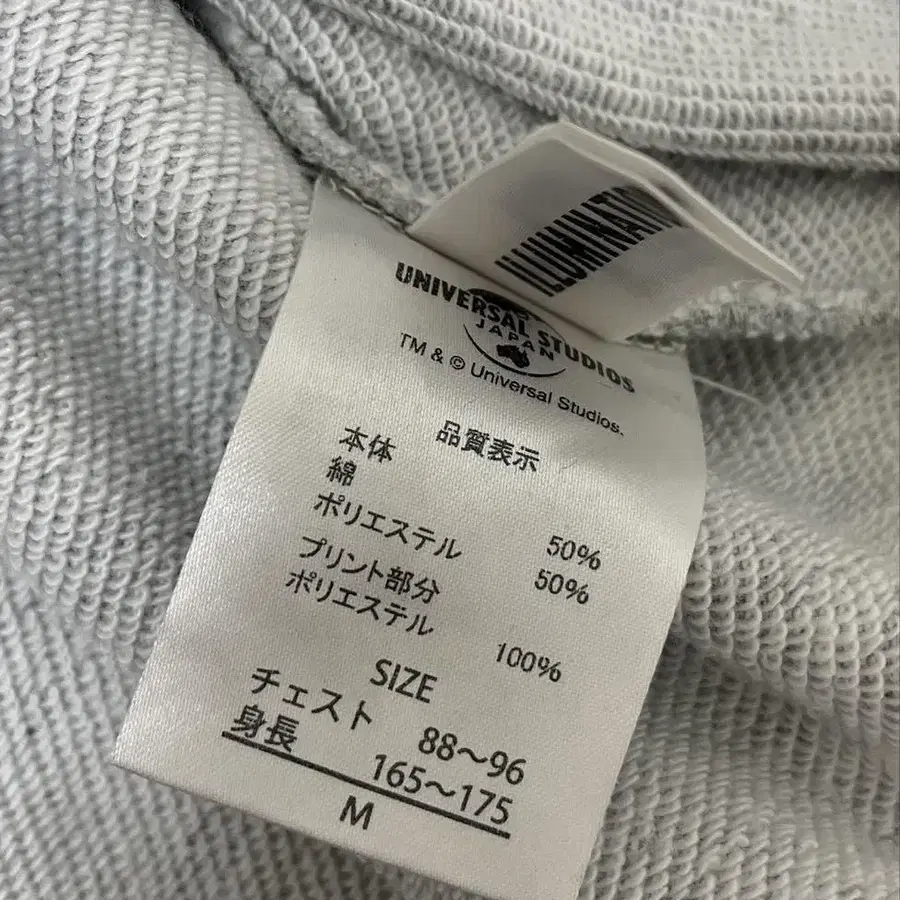 ILLUMINATI
UNIVERSAL STUDIOS
JAPAN
TM & © Universal Studios.
品質表示
本体
綿 50%
ポリエステル 50%
プリント部分
ポリエステル 100%
SIZE
チェスト 88～96
身長 165～175
M